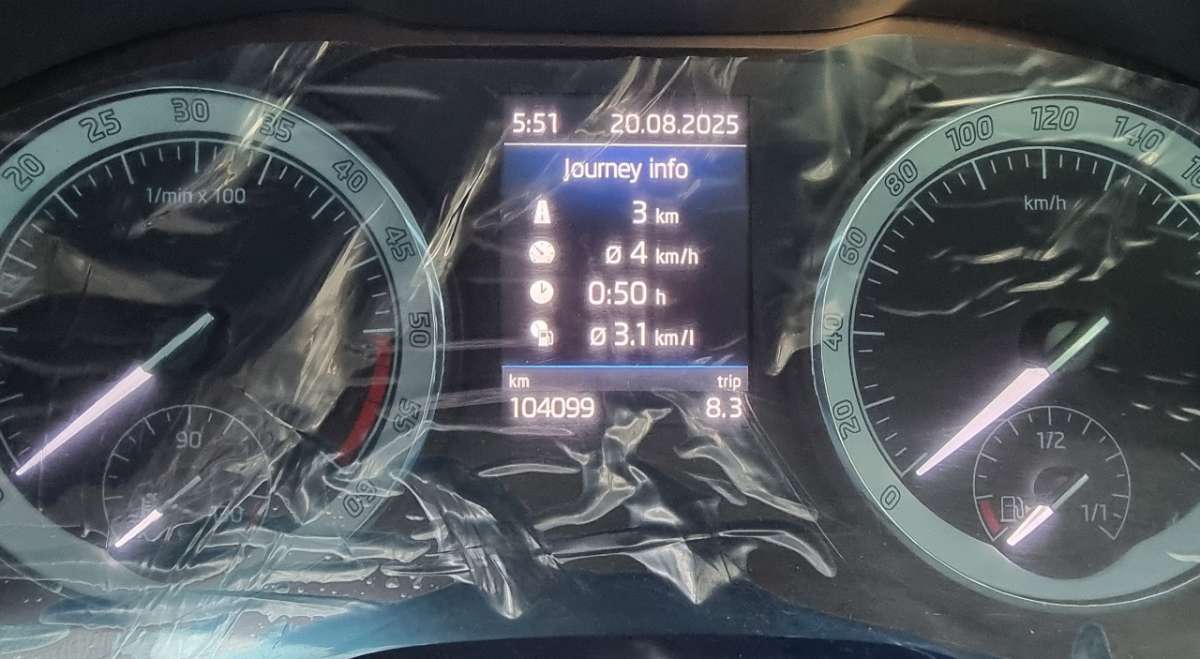 5:51 20.08.2025
Journey info
3 km
ø 4 km/h
0:50 h
ø 3.1 km/l
km trip
104099 8.3
20 25 30 35 40 45 50 55 60
1/min x 100
90
0 20 40 60 80 100 120 140
km/h
1/2
1/1